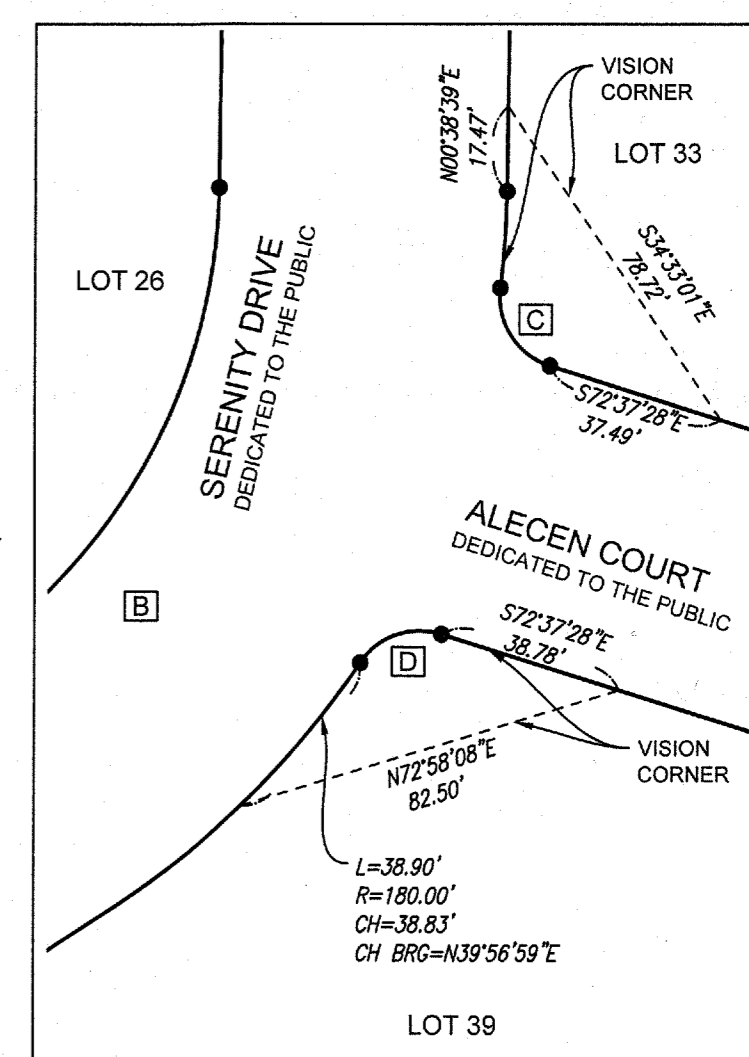 VISION
CORNER
LOT 33
N00°38'39"E
17.47'
S34°33'01"E
78.72'
LOT 26
SERENITY DRIVE
DEDICATED TO THE PUBLIC
C
S72°37'28"E
37.49'
ALECEN COURT
DEDICATED TO THE PUBLIC
B
S72°37'28"E
38.78'
D
VISION
CORNER
N72°58'08"E
82.50'
L=38.90'
R=180.00'
CH=38.83'
CH BRG=N39°56'59"E
LOT 39